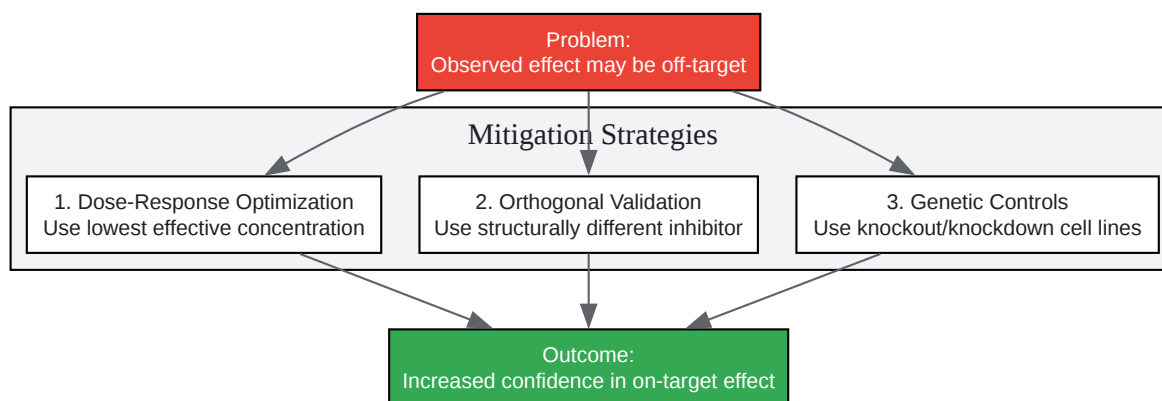 Problem:
Observed effect may be off-target
Mitigation Strategies
1. Dose-Response Optimization
Use lowest effective concentration
2. Orthogonal Validation
Use structurally different inhibitor
3. Genetic Controls
Use knockout/knockdown cell lines
Outcome:
Increased confidence in on-target effect